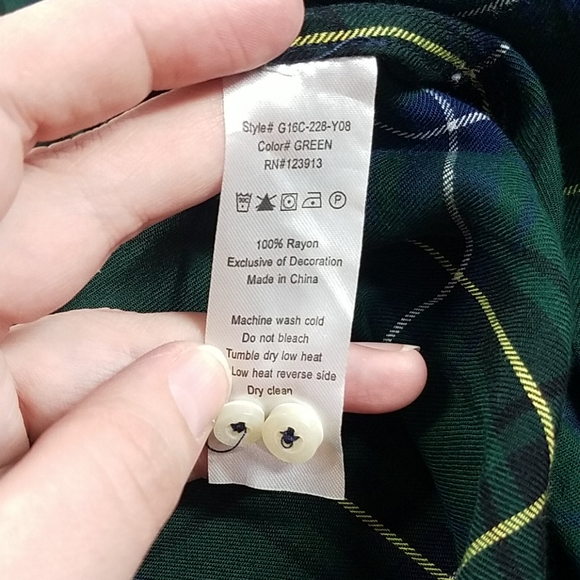 Style# G16C-228-Y08
Color# GREEN
RN#123913
P
100% Rayon
Exclusive of Decoration
Made in China
Machine wash cold
Do not bleach
Tumble dry low heat
Low heat reverse side
Dry clean